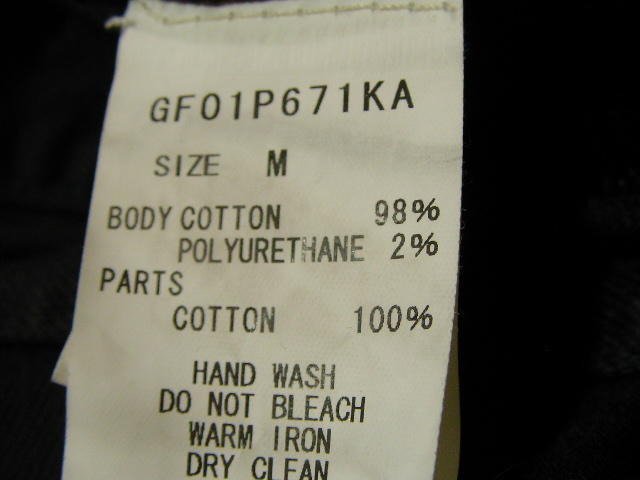 GF01P671KA
SIZE M
BODY COTTON 98%
POLYURETHANE 2%
PARTS
COTTON 100%
HAND WASH
DO NOT BLEACH
WARM IRON
DRY CLEAN